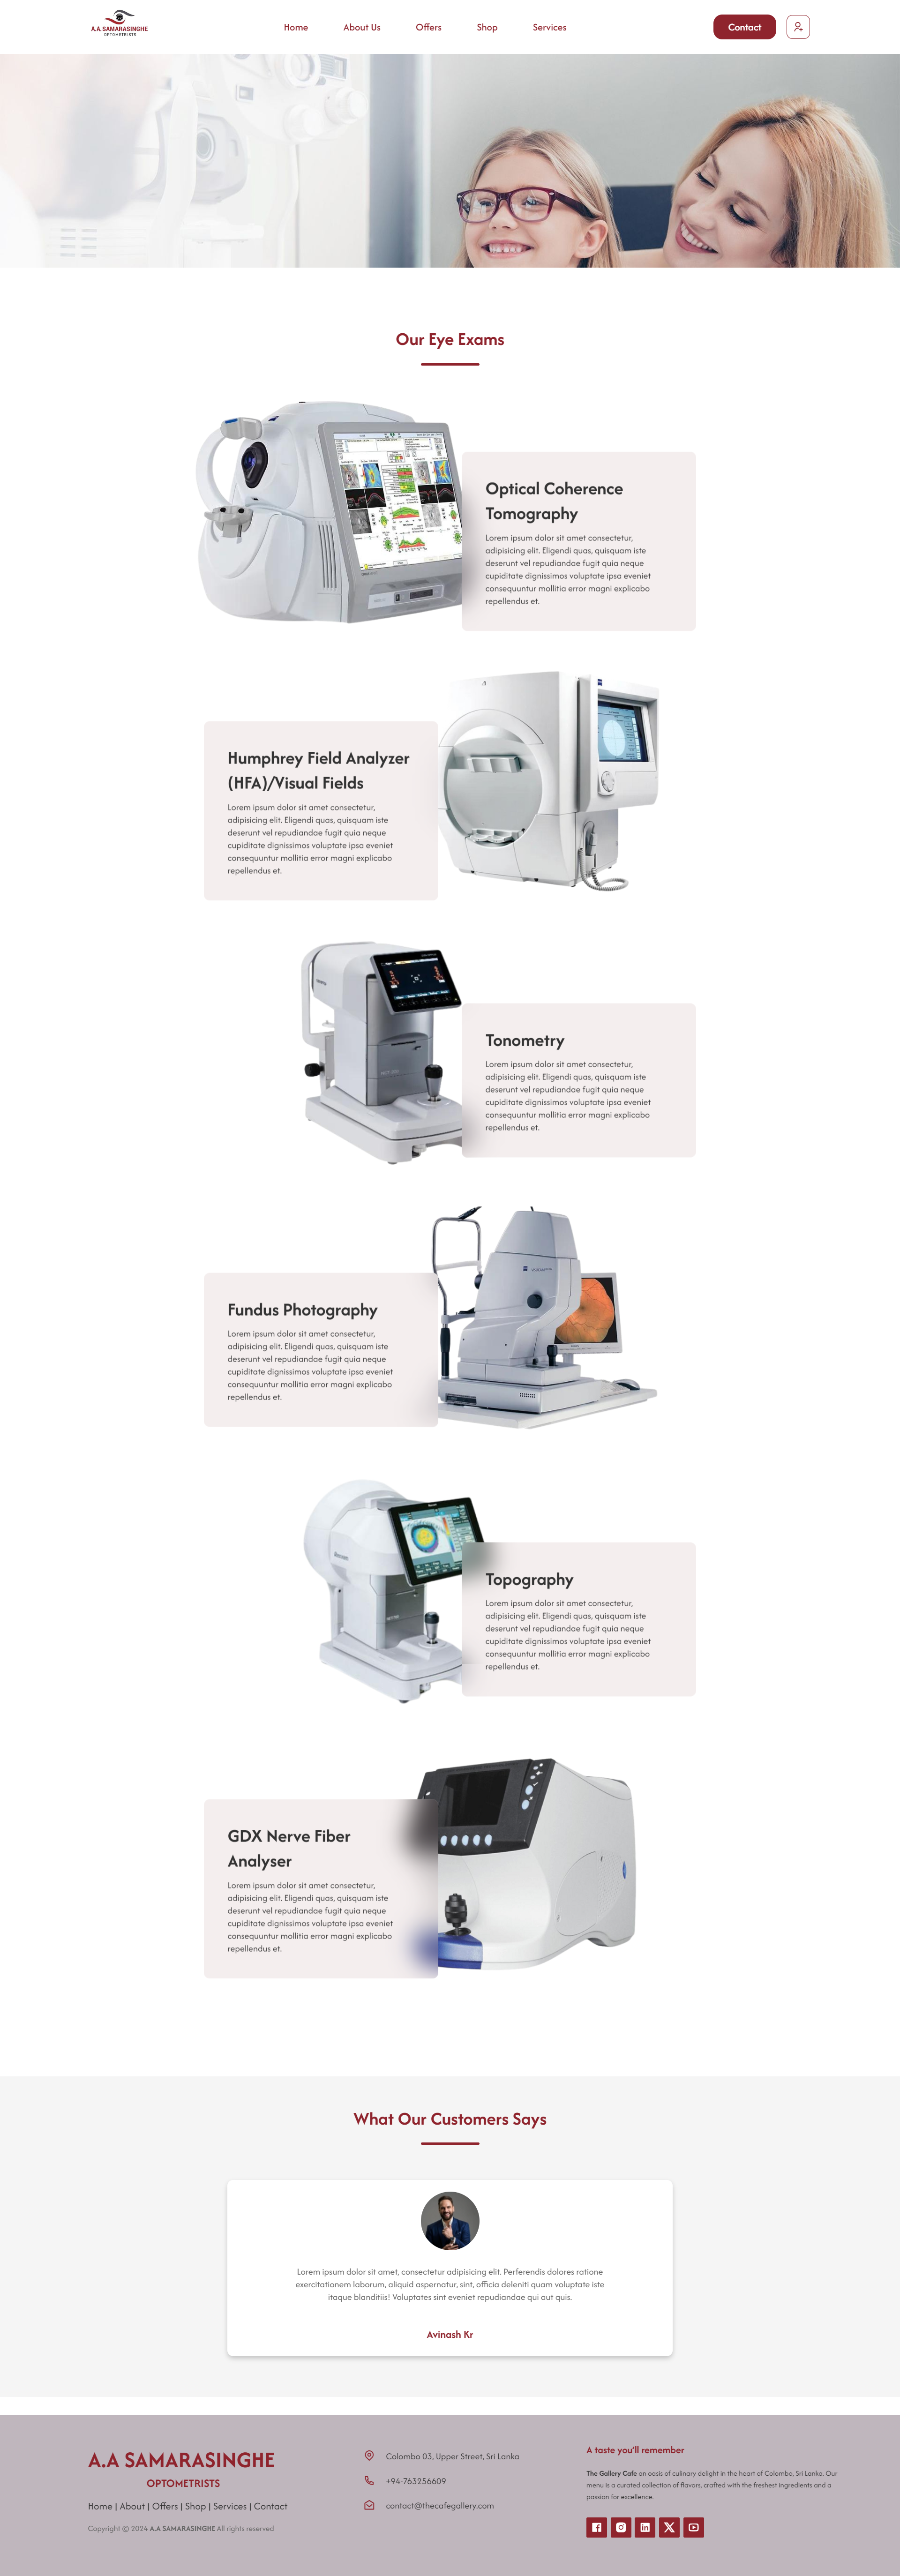 A.A. SAMARASINGHE
OPTOMETRISTS
Home
About Us
Offers
Shop
Services
Contact
Our Eye Exams
Optical Coherence
Tomography
Lorem ipsum dolor sit amet consectetur,
adipisicing elit. Eligendi quas, quisquam iste
deserunt vel repudiandae fugit quia neque
cupiditate dignissimos voluptate ipsa eveniet
consequuntur mollitia error magni explicabo
repellendus et.
Humphrey Field Analyzer
(HFA)/Visual Fields
Lorem ipsum dolor sit amet consectetur,
adipisicing elit. Eligendi quas, quisquam iste
deserunt vel repudiandae fugit quia neque
cupiditate dignissimos voluptate ipsa eveniet
consequuntur mollitia error magni explicabo
repellendus et.
Tonometry
Lorem ipsum dolor sit amet consectetur,
adipisicing elit. Eligendi quas, quisquam iste
deserunt vel repudiandae fugit quia neque
cupiditate dignissimos voluptate ipsa eveniet
consequuntur mollitia error magni explicabo
repellendus et.
Fundus Photography
Lorem ipsum dolor sit amet consectetur,
adipisicing elit. Eligendi quas, quisquam iste
deserunt vel repudiandae fugit quia neque
cupiditate dignissimos voluptate ipsa eveniet
consequuntur mollitia error magni explicabo
repellendus et.
Topography
Lorem ipsum dolor sit amet consectetur,
adipisicing elit. Eligendi quas, quisquam iste
deserunt vel repudiandae fugit quia neque
cupiditate dignissimos voluptate ipsa eveniet
consequuntur mollitia error magni explicabo
repellendus et.
GDX Nerve Fiber
Analyser
Lorem ipsum dolor sit amet consectetur,
adipisicing elit. Eligendi quas, quisquam iste
deserunt vel repudiandae fugit quia neque
cupiditate dignissimos voluptate ipsa eveniet
consequuntur mollitia error magni explicabo
repellendus et.
What Our Customers Says
Lorem ipsum dolor sit amet, consectetur adipisicing elit. Perferendis dolores ratione
exercitationem laborum, aliquid aspernatur, sint, officia deleniti quam voluptate iste
itaque blanditiis! Voluptates sint eveniet repudiandae qui aut quis.
Avinash Kr
A.A SAMARASINGHE
OPTOMETRISTS
Home | About | Offers | Shop | Services | Contact
Copyright © 2024 A.A SAMARASINGHE All rights reserved
Colombo 03, Upper Street, Sri Lanka
+94-763256609
contact@thecafegallery.com
A taste you'll remember
The Gallery Cafe an oasis of culinary delight in the heart of Colombo, Sri Lanka. Our
menu is a curated collection of flavors, crafted with the freshest ingredients and a
passion for excellence.